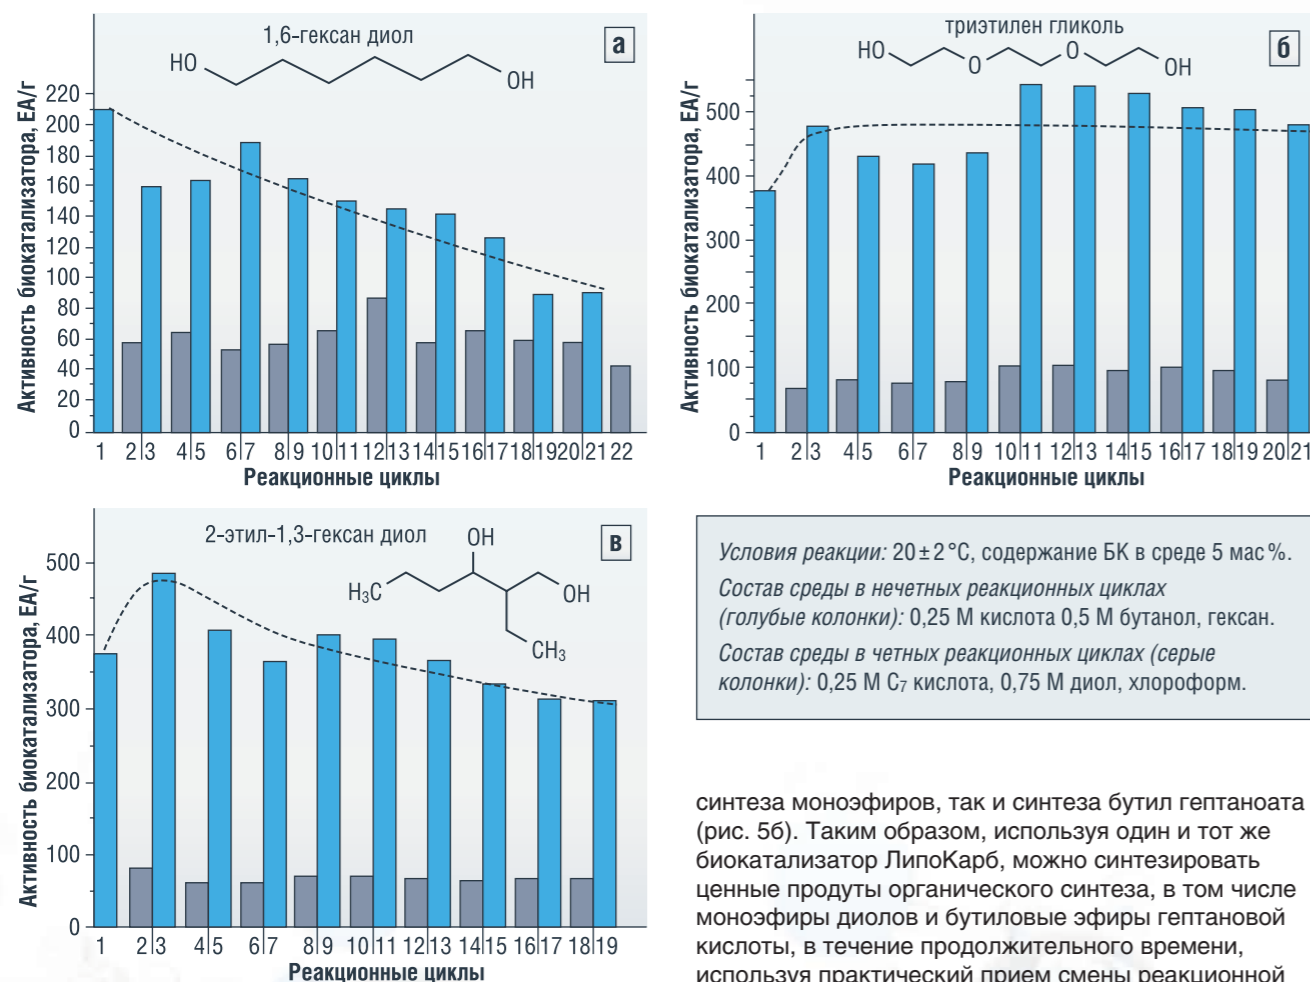 1,6-гексан диол
а
HO
OH
Активность биокатализатора, ЕА/г
220
200
180
160
140
120
100
80
60
40
20
0
1 2|3 4|5 6|7 8|9 10|11 12|13 14|15 16|17 18|19 20|21 22
Реакционные циклы
триэтилен гликоль
б
HO
O
O
OH
Активность биокатализатора, ЕА/г
500
400
300
200
100
0
1 2|3 4|5 6|7 8|9 10|11 12|13 14|15 16|17 18|19 20|21
Реакционные циклы
2-этил-1,3-гексан диол
в
OH
H₃C
OH
CH₃
Активность биокатализатора, ЕА/г
500
400
300
200
100
0
1 2|3 4|5 6|7 8|9 10|11 12|13 14|15 16|17 18|19
Реакционные циклы
Условия реакции: 20 ± 2 °C, содержание БК в среде 5 мас %.
Состав среды в нечетных реакционных циклах
(голубые колонки): 0,25 М кислота 0,5 М бутанол, гексан.
Состав среды в четных реакционных циклах (серые
колонки): 0,25 М C₇ кислота, 0,75 М диол, хлороформ.
синтеза моноэфиров, так и синтеза бутил гептаноата
(рис. 5б). Таким образом, используя один и тот же
биокатализатор ЛипоКарб, можно синтезировать
ценные продуты органического синтеза, в том числе
моноэфиры диолов и бутиловые эфиры гептановой
кислоты, в течение продолжительного времени,
используя практический прием смены реакционной